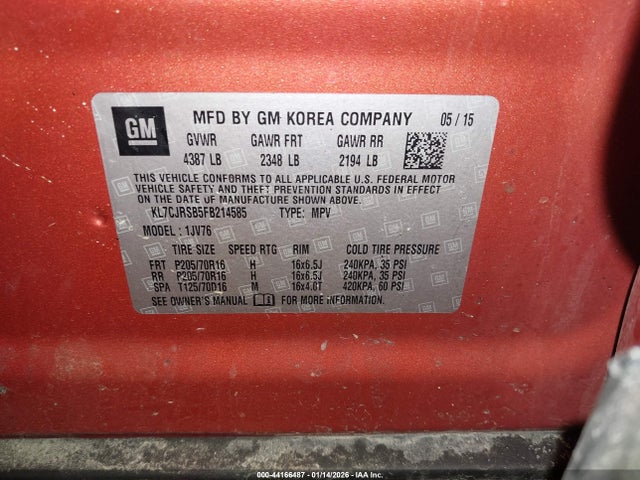 GM
MFD BY GM KOREA COMPANY 05 / 15
GVWR GAWR FRT GAWR RR
4387 LB 2348 LB 2194 LB
THIS VEHICLE CONFORMS TO ALL APPLICABLE U.S. FEDERAL MOTOR
VEHICLE SAFETY AND THEFT PREVENTION STANDARDS IN EFFECT
ON THE DATE OF MANUFACTURE SHOWN ABOVE.
KL7CJRSB5FB214585 TYPE: MPV
MODEL : 1JV76
TIRE SIZE SPEED RTG RIM COLD TIRE PRESSURE
FRT P205/70R16 H 16x6.5J 240KPA, 35 PSI
RR P205/70R16 H 16x6.5J 240KPA, 35 PSI
SPA T125/70D16 M 16x4.0T 420KPA, 60 PSI
SEE OWNER'S MANUAL FOR MORE INFORMATION.
000-44166487 - 01/14/2026 - IAA Inc.